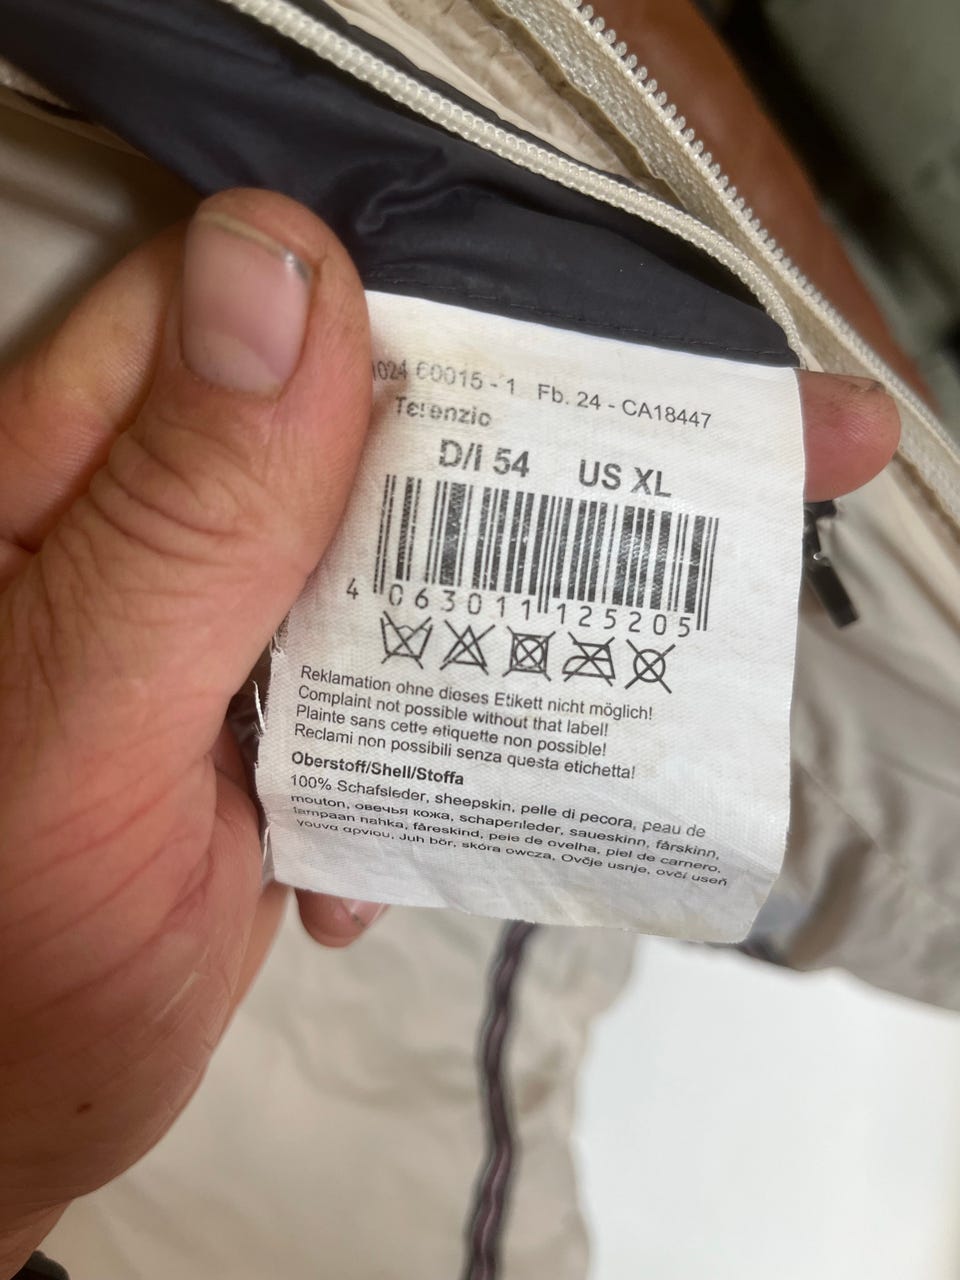 1024 60015 - 1 Fb. 24 - CA18447
Terenzio
D/I 54 US XL
4 063011 125205
Reklamation ohne dieses Etikett nicht möglich!
Complaint not possible without that label!
Plainte sans cette etiquette non possible!
Reclami non possibili senza questa etichetta!
Oberstoff/Shell/Stoffa
100% Schafsleder, sheepskin, pelle di pecora, peau de
mouton, овечья кожа, schapenleder, saueskinn, fårskinn,
lampaan nahka, fåreskind, pele de ovelha, piel de carnero,
γουνα αρνιου, Juh bőr, skóra owcza, Ovčje usnje, ovčí useň